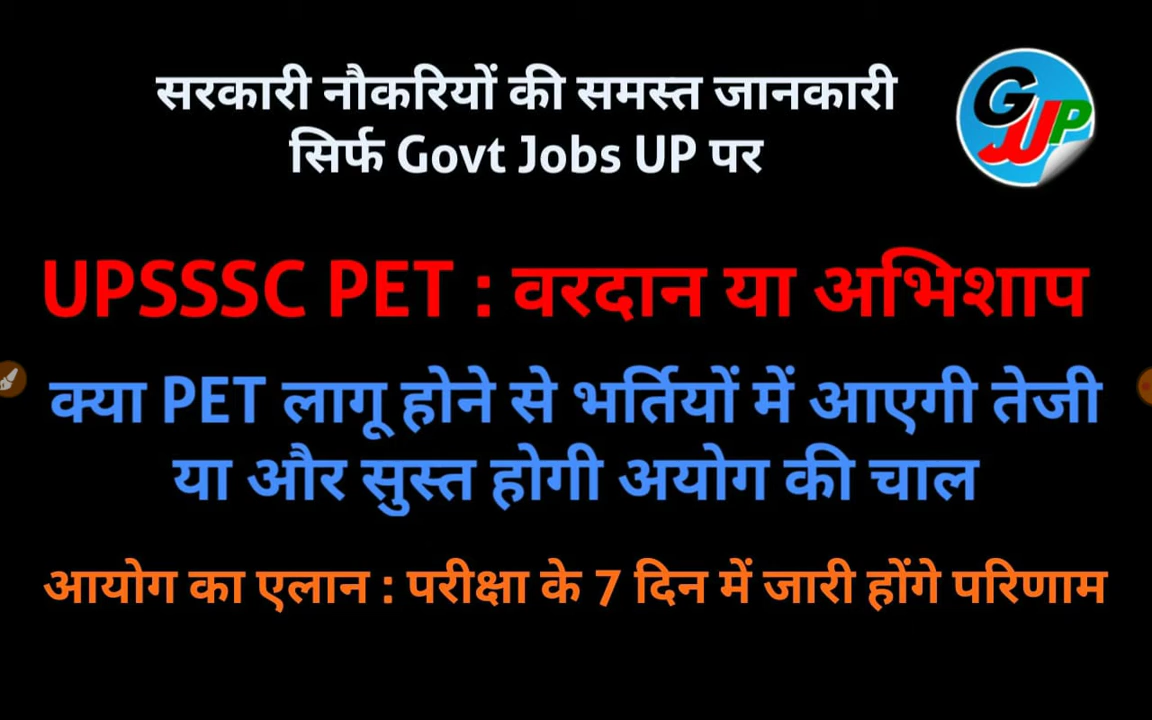 सरकारी नौकरियों की समस्त जानकारी
सिर्फ Govt Jobs UP पर
GJUP
UPSSSC PET : वरदान या अभिशाप
क्या PET लागू होने से भर्तियों में आएगी तेजी
या और सुस्त होगी अयोग की चाल
आयोग का एलान : परीक्षा के 7 दिन में जारी होंगे परिणाम